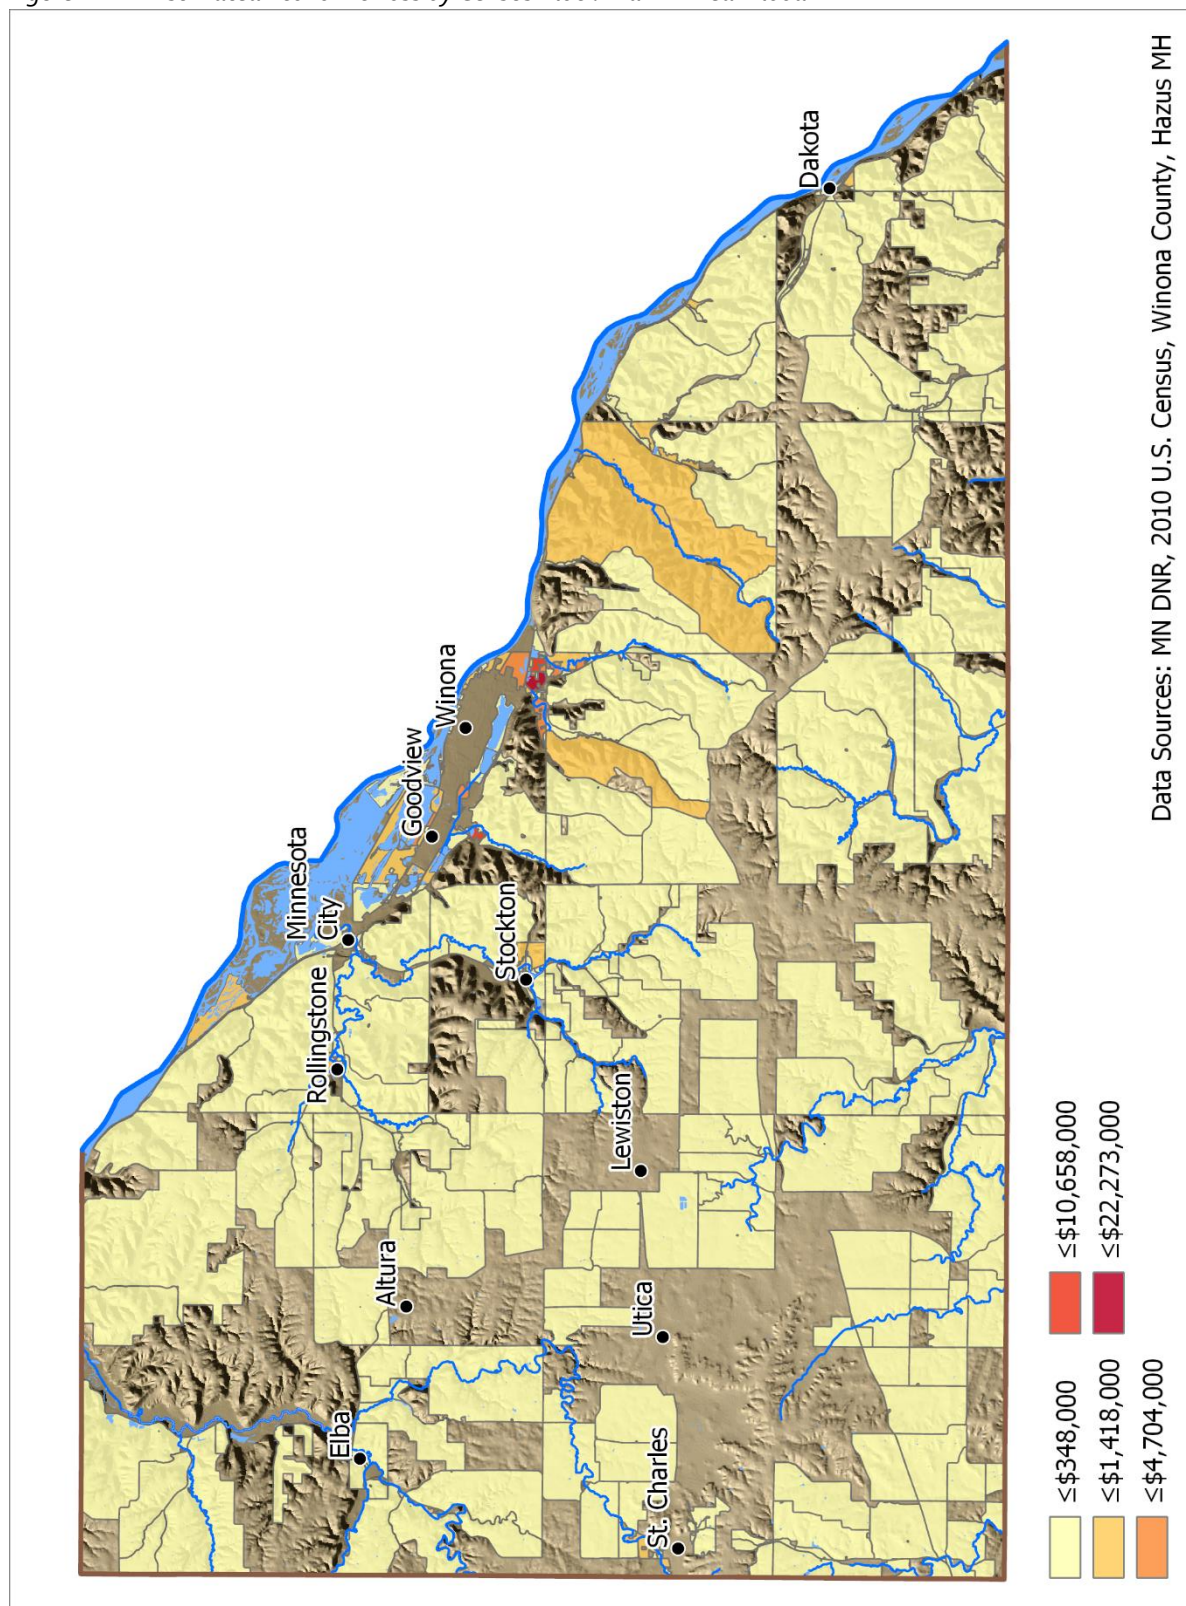 Dakota
Winona
Goodview
Minnesota
City
Rollingstone
Stockton
Lewiston
Altura
Utica
Elba
St. Charles
≤$348,000
≤$1,418,000
≤$4,704,000
≤$10,658,000
≤$22,273,000
Data Sources: MN DNR, 2010 U.S. Census, Winona County, Hazus MH